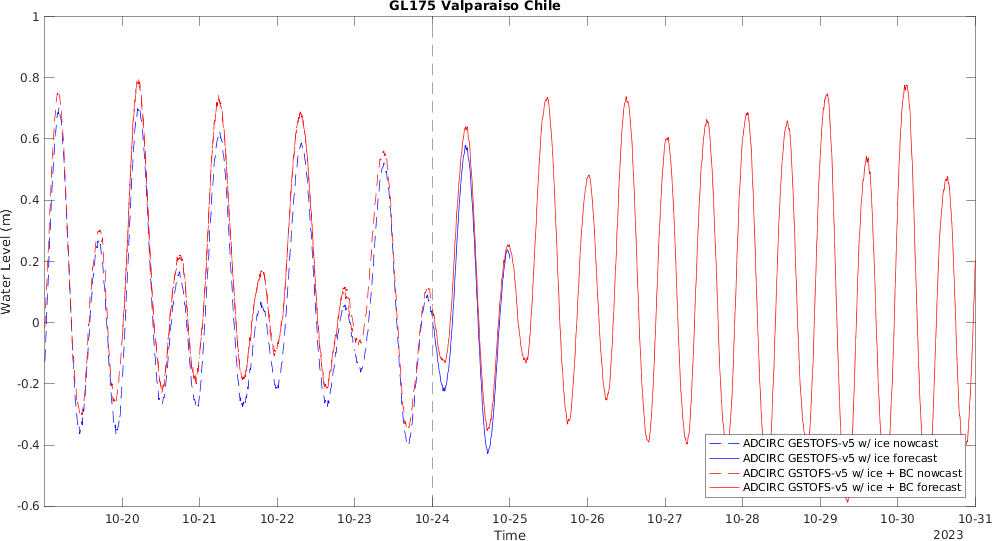 GL175 Valparaiso Chile
Water Level (m)
1
0.8
0.6
0.4
0.2
0
-0.2
-0.4
-0.6
10-20 10-21 10-22 10-23 10-24 10-25 10-26 10-27 10-28 10-29 10-30 10-31
Time
2023
ADCIRC GESTOFS-v5 w/ ice nowcast
ADCIRC GESTOFS-v5 w/ ice forecast
ADCIRC GSTOFS-v5 w/ ice + BC nowcast
ADCIRC GSTOFS-v5 w/ ice + BC forecast